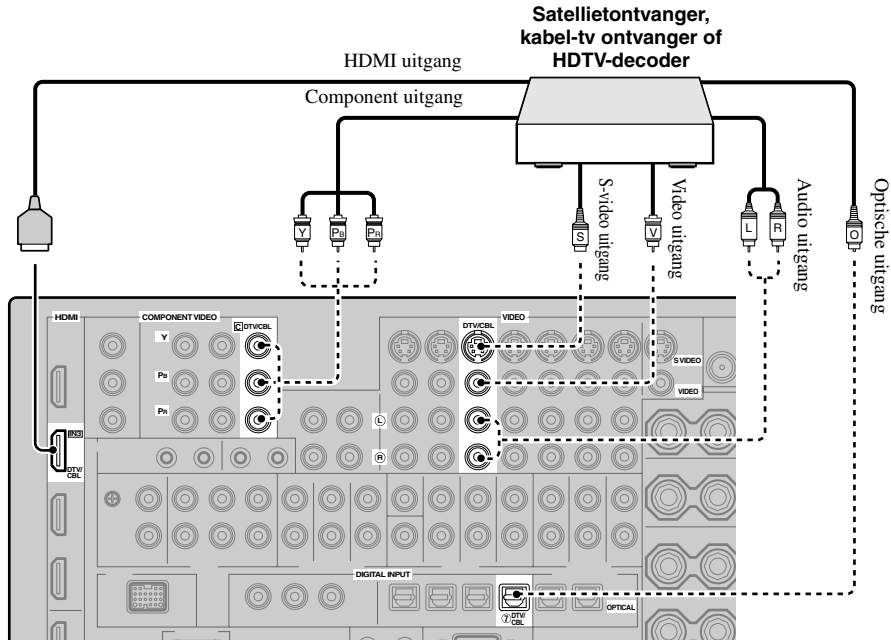 Satellietontvanger,
kabel-tv ontvanger of
HDTV-decoder
HDMI uitgang
Component uitgang
S-video uitgang
Video uitgang
Audio uitgang
Optische uitgang
Y
PB
PR
S
V
L
R
O
HDMI
COMPONENT VIDEO
C DTV/CBL
VIDEO
DTV/CBL
Y
S VIDEO
PB
VIDEO
PR
L
IN3
R
DTV/
CBL
DIGITAL INPUT
OPTICAL
⑦ DTV/
CBL